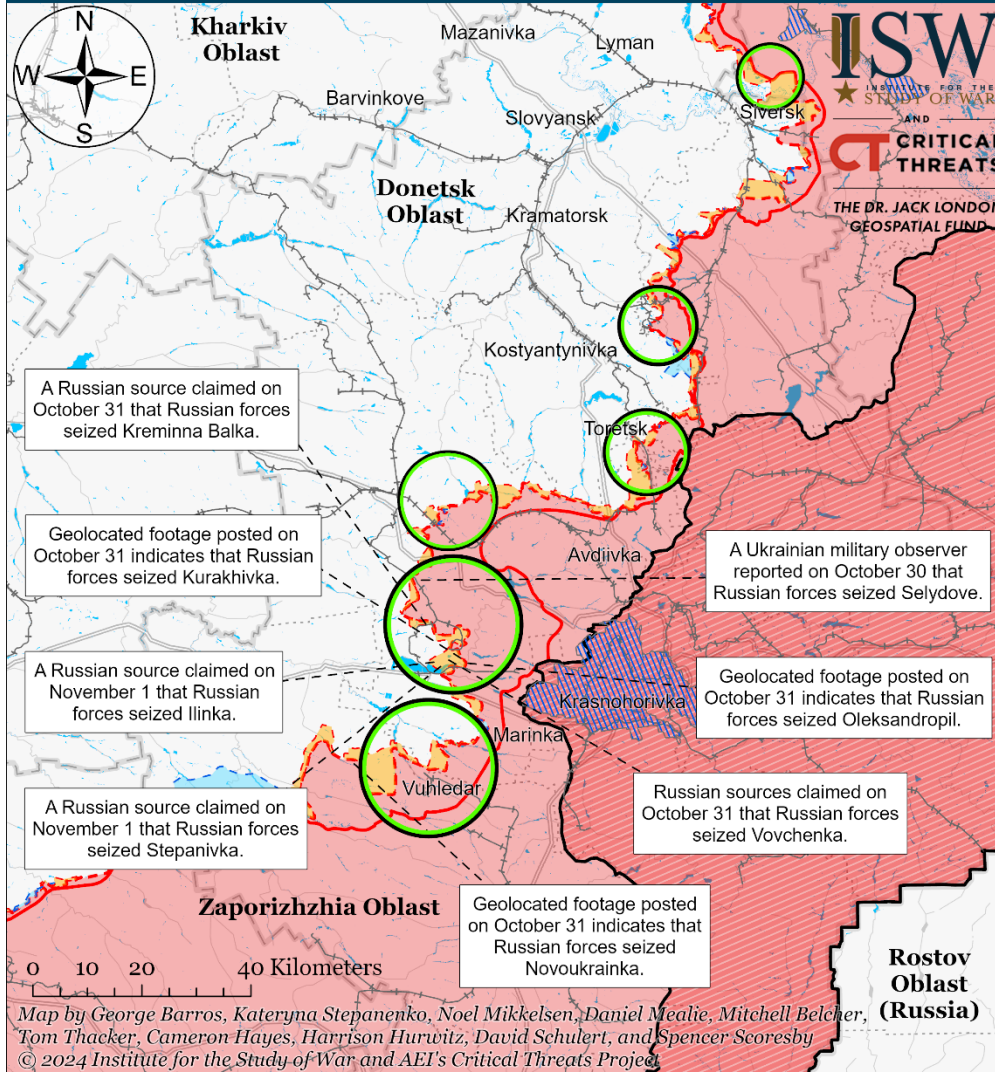 N
W
E
S
Kharkiv
Oblast
Mazanivka
Lyman
ISW
INSTITUTE FOR THE
STUDY OF WAR
AND
CT CRITICAL
THREATS
THE DR. JACK LONDON
GEOSPATIAL FUND
Barvinkove
Slovyansk
Siversk
Donetsk
Oblast
Kramatorsk
Kostyantynivka
A Russian source claimed on
October 31 that Russian forces
seized Kreminna Balka.
Toretsk
Geolocated footage posted on
October 31 indicates that Russian
forces seized Kurakhivka.
Avdiivka
A Ukrainian military observer
reported on October 30 that
Russian forces seized Selydove.
A Russian source claimed on
November 1 that Russian
forces seized Ilinka.
Krasnohorivka
Geolocated footage posted on
October 31 indicates that Russian
forces seized Oleksandropil.
Marinka
Vuhledar
A Russian source claimed on
November 1 that Russian forces
seized Stepanivka.
Russian sources claimed on
October 31 that Russian forces
seized Vovchenka.
Zaporizhzhia Oblast
Geolocated footage posted
on October 31 indicates that
Russian forces seized
Novoukrainka.
Rostov
Oblast
(Russia)
0 10 20 40 Kilometers
Map by George Barros, Kateryna Stepanenko, Noel Mikkelsen, Daniel Mealie, Mitchell Belcher,
Tom Thacker, Cameron Hayes, Harrison Hurwitz, David Schulert, and Spencer Scoresby
© 2024 Institute for the Study of War and AEI's Critical Threats Project